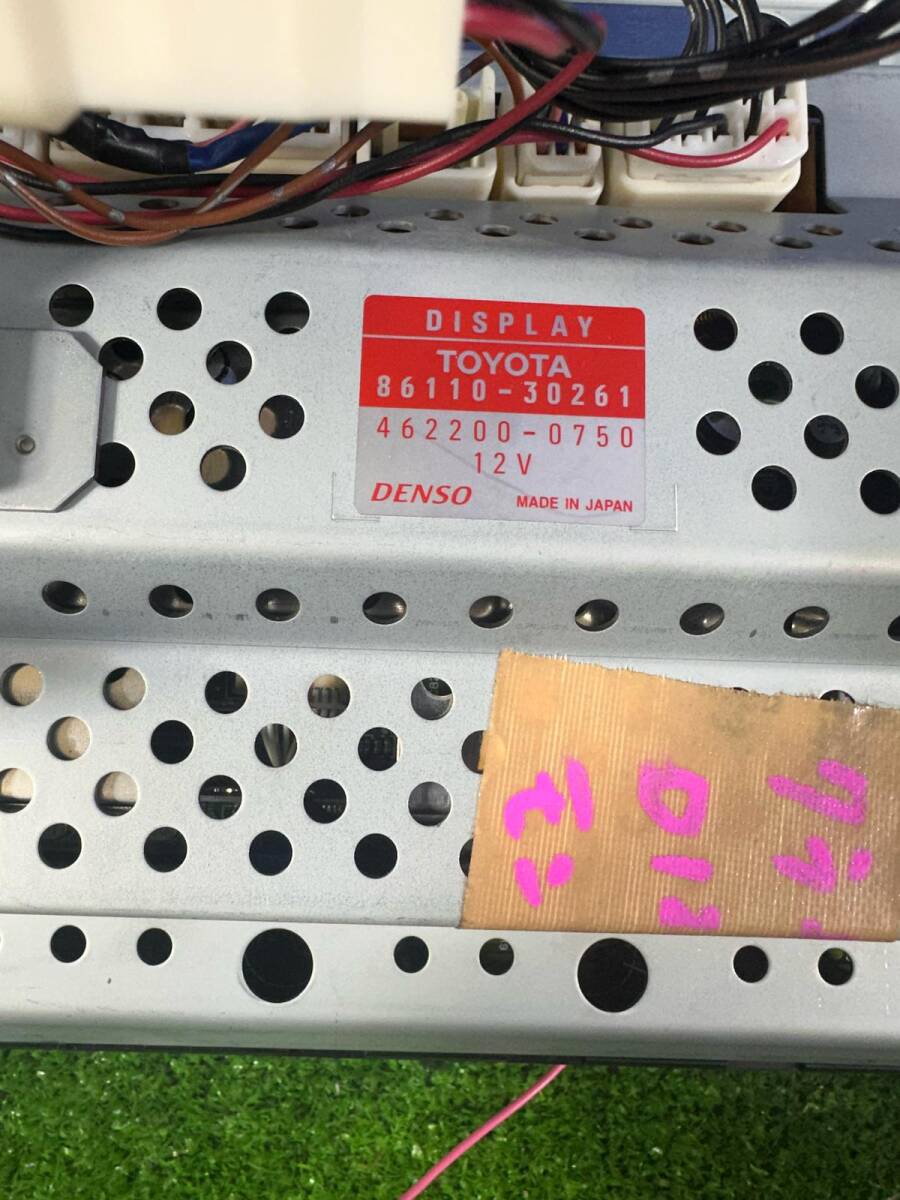 DISPLAY
TOYOTA
86110-30261
462200-0750
12V
DENSO MADE IN JAPAN